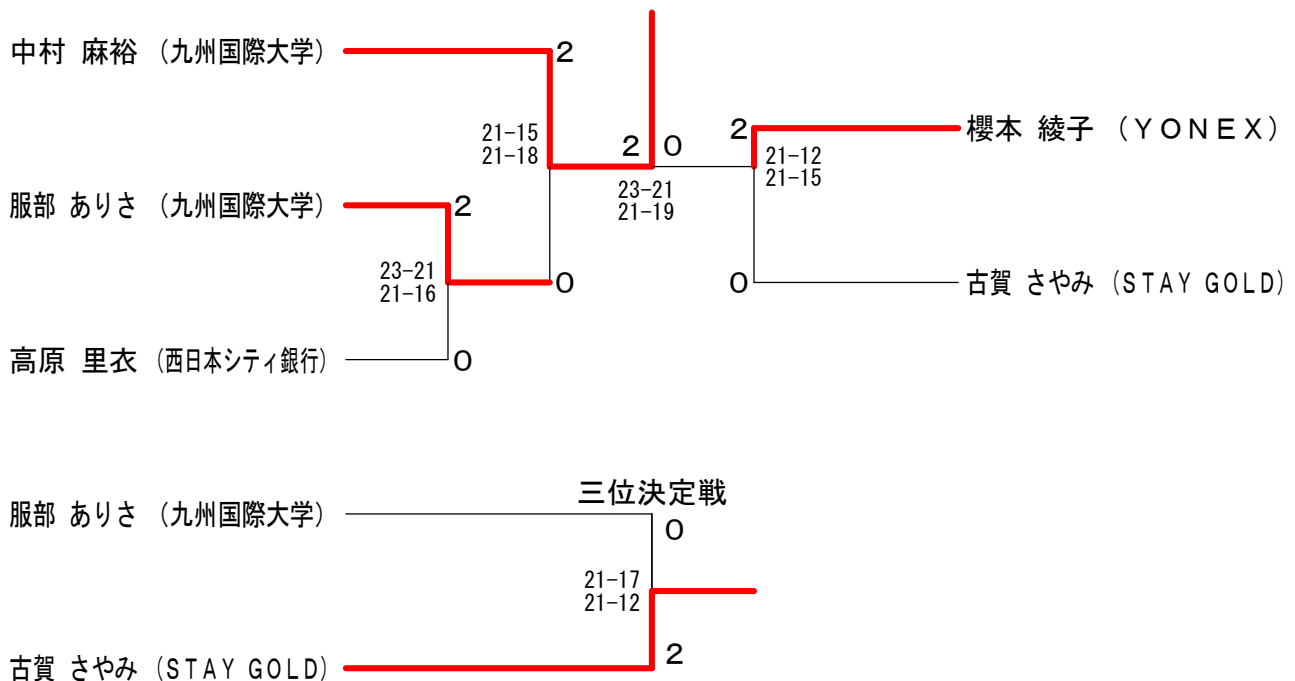 中村 麻裕 (九州国際大学)
2
21-15
21-18
2
0
23-21
21-19
2
21-12
21-15
櫻本 綾子 (ＹＯＮＥＸ)
服部 ありさ (九州国際大学)
2
23-21
21-16
0
0
古賀 さやみ (STAY GOLD)
高原 里衣 (西日本シティ銀行)
0
三位決定戦
服部 ありさ (九州国際大学)
0
21-17
21-12
古賀 さやみ (STAY GOLD)
2